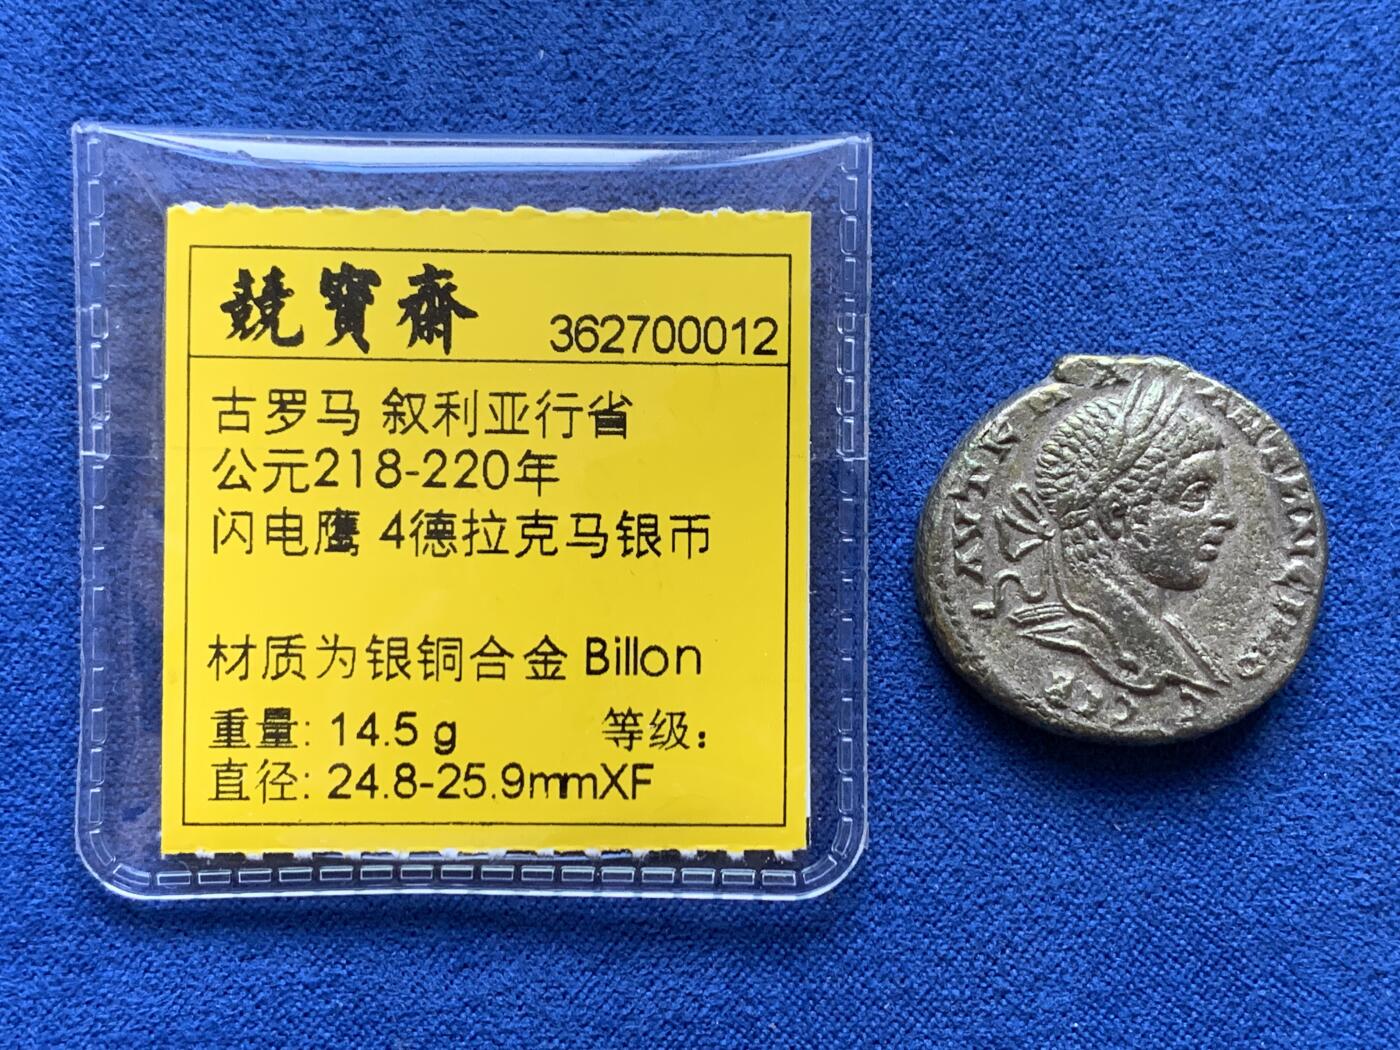 競寶齋 362700012
古罗马 叙利亚行省
公元218-220年
闪电鹰 4德拉克马银币
材质为银铜合金 Billon
重量: 14.5 g 等级:
直径: 24.8-25.9mmXF
AVT K M A